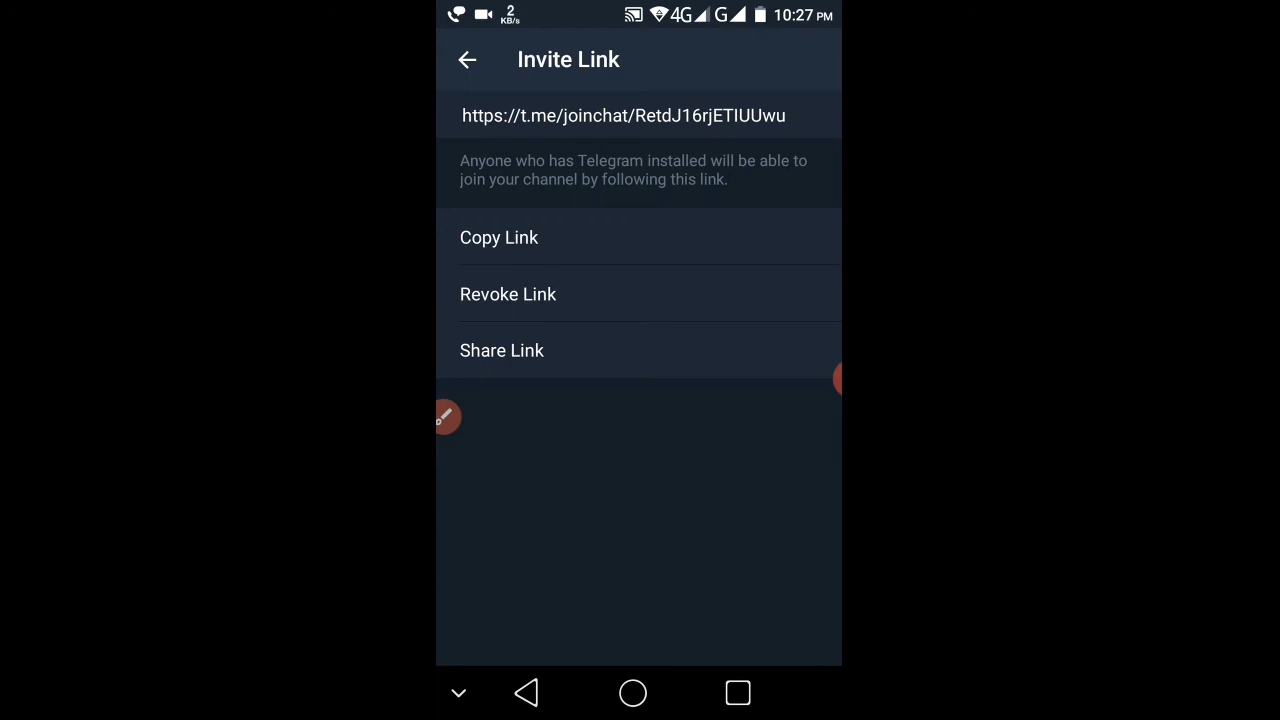 2
KB/s
4G G 10:27 PM
Invite Link
https://t.me/joinchat/RetdJ16rjETIUUwu
Anyone who has Telegram installed will be able to
join your channel by following this link.
Copy Link
Revoke Link
Share Link